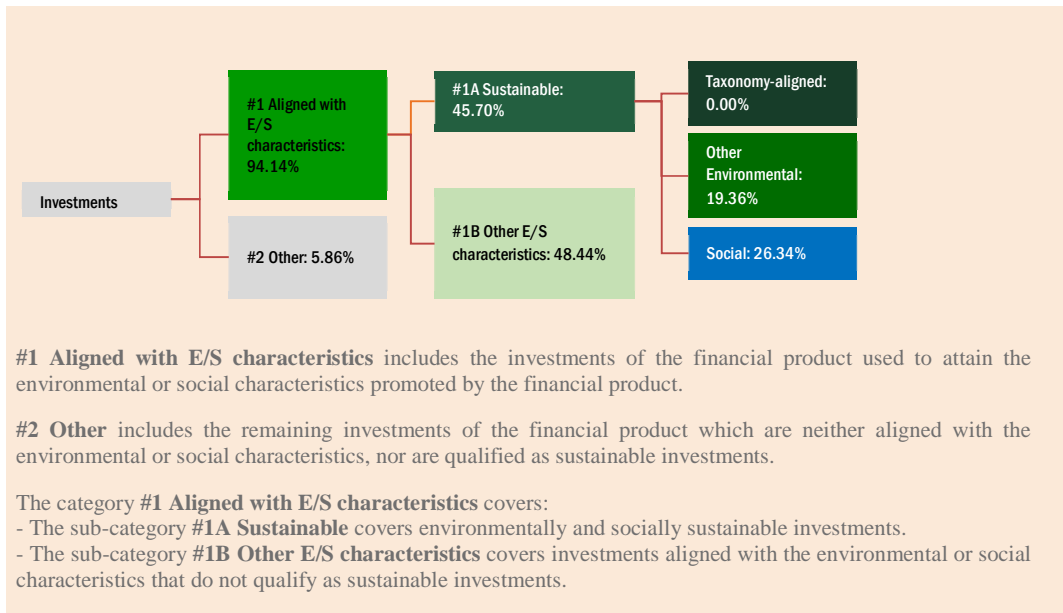 Investments
#1 Aligned with
E/S
characteristics:
94.14%
#2 Other: 5.86%
#1A Sustainable:
45.70%
#1B Other E/S
characteristics: 48.44%
Taxonomy-aligned:
0.00%
Other
Environmental:
19.36%
Social: 26.34%
#1 Aligned with E/S characteristics includes the investments of the financial product used to attain the
environmental or social characteristics promoted by the financial product.
#2 Other includes the remaining investments of the financial product which are neither aligned with the
environmental or social characteristics, nor are qualified as sustainable investments.
The category #1 Aligned with E/S characteristics covers:
- The sub-category #1A Sustainable covers environmentally and socially sustainable investments.
- The sub-category #1B Other E/S characteristics covers investments aligned with the environmental or social
characteristics that do not qualify as sustainable investments.